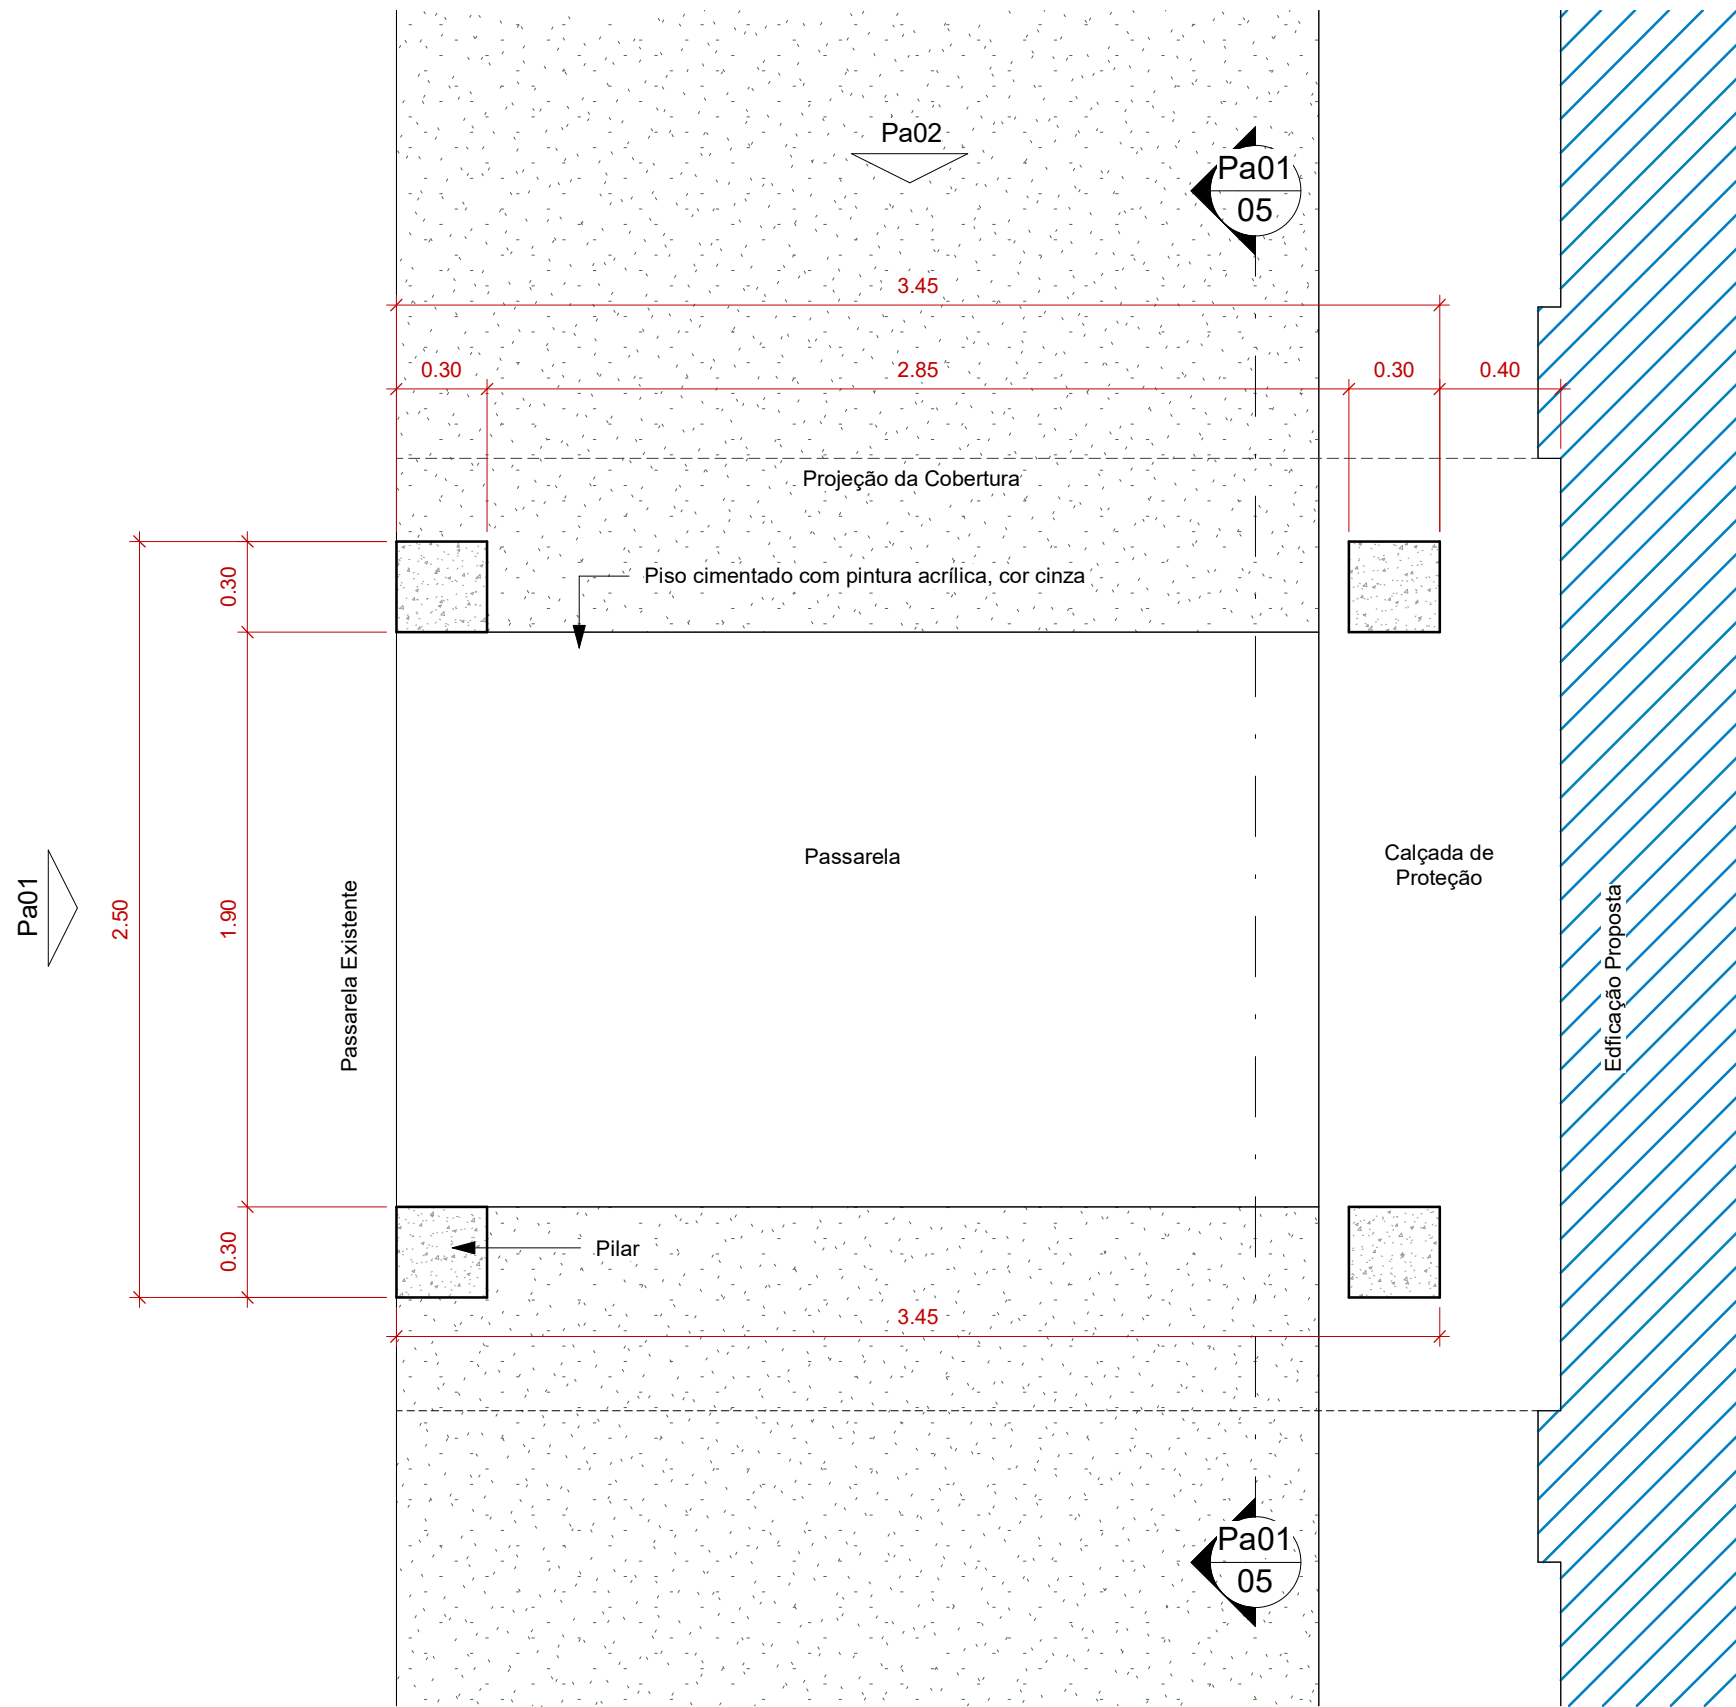 Pa02
Pa01
05
3.45
0.30
2.85
0.30
0.40
Projeção da Cobertura
0.30
Piso cimentado com pintura acrílica, cor cinza
Passarela
Calçada de
Proteção
Pa01
2.50
1.90
Passarela Existente
Edficação Proposta
0.30
Pilar
3.45
Pa01
05